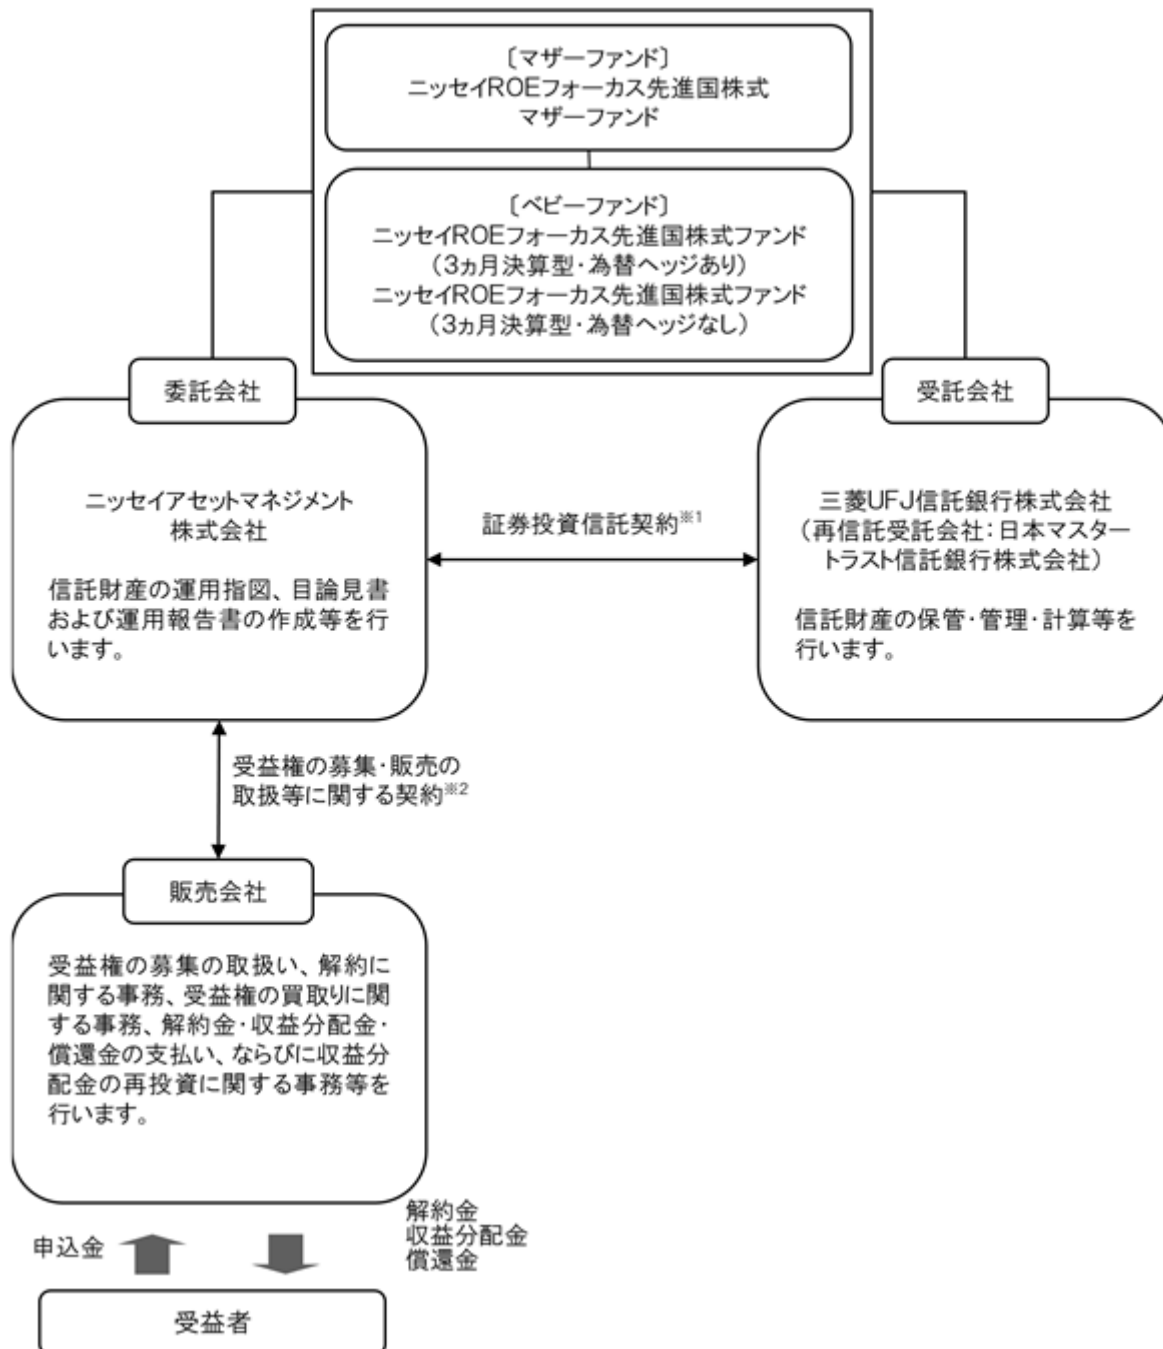 〔マザーファンド〕
ニッセイROEフォーカス先進国株式
マザーファンド
〔ベビーファンド〕
ニッセイROEフォーカス先進国株式ファンド
（3ヵ月決算型・為替ヘッジあり）
ニッセイROEフォーカス先進国株式ファンド
（3ヵ月決算型・為替ヘッジなし）
委託会社
ニッセイアセットマネジメント
株式会社
信託財産の運用指図、目論見書
および運用報告書の作成等を行
います。
証券投資信託契約※1
受託会社
三菱UFJ信託銀行株式会社
（再信託受託会社：日本マスター
トラスト信託銀行株式会社）
信託財産の保管・管理・計算等を
行います。
受益権の募集・販売の
取扱等に関する契約※2
販売会社
受益権の募集の取扱い、解約に
関する事務、受益権の買取りに関
する事務、解約金・収益分配金・
償還金の支払い、ならびに収益分
配金の再投資に関する事務等を
行います。
申込金
解約金
収益分配金
償還金
受益者